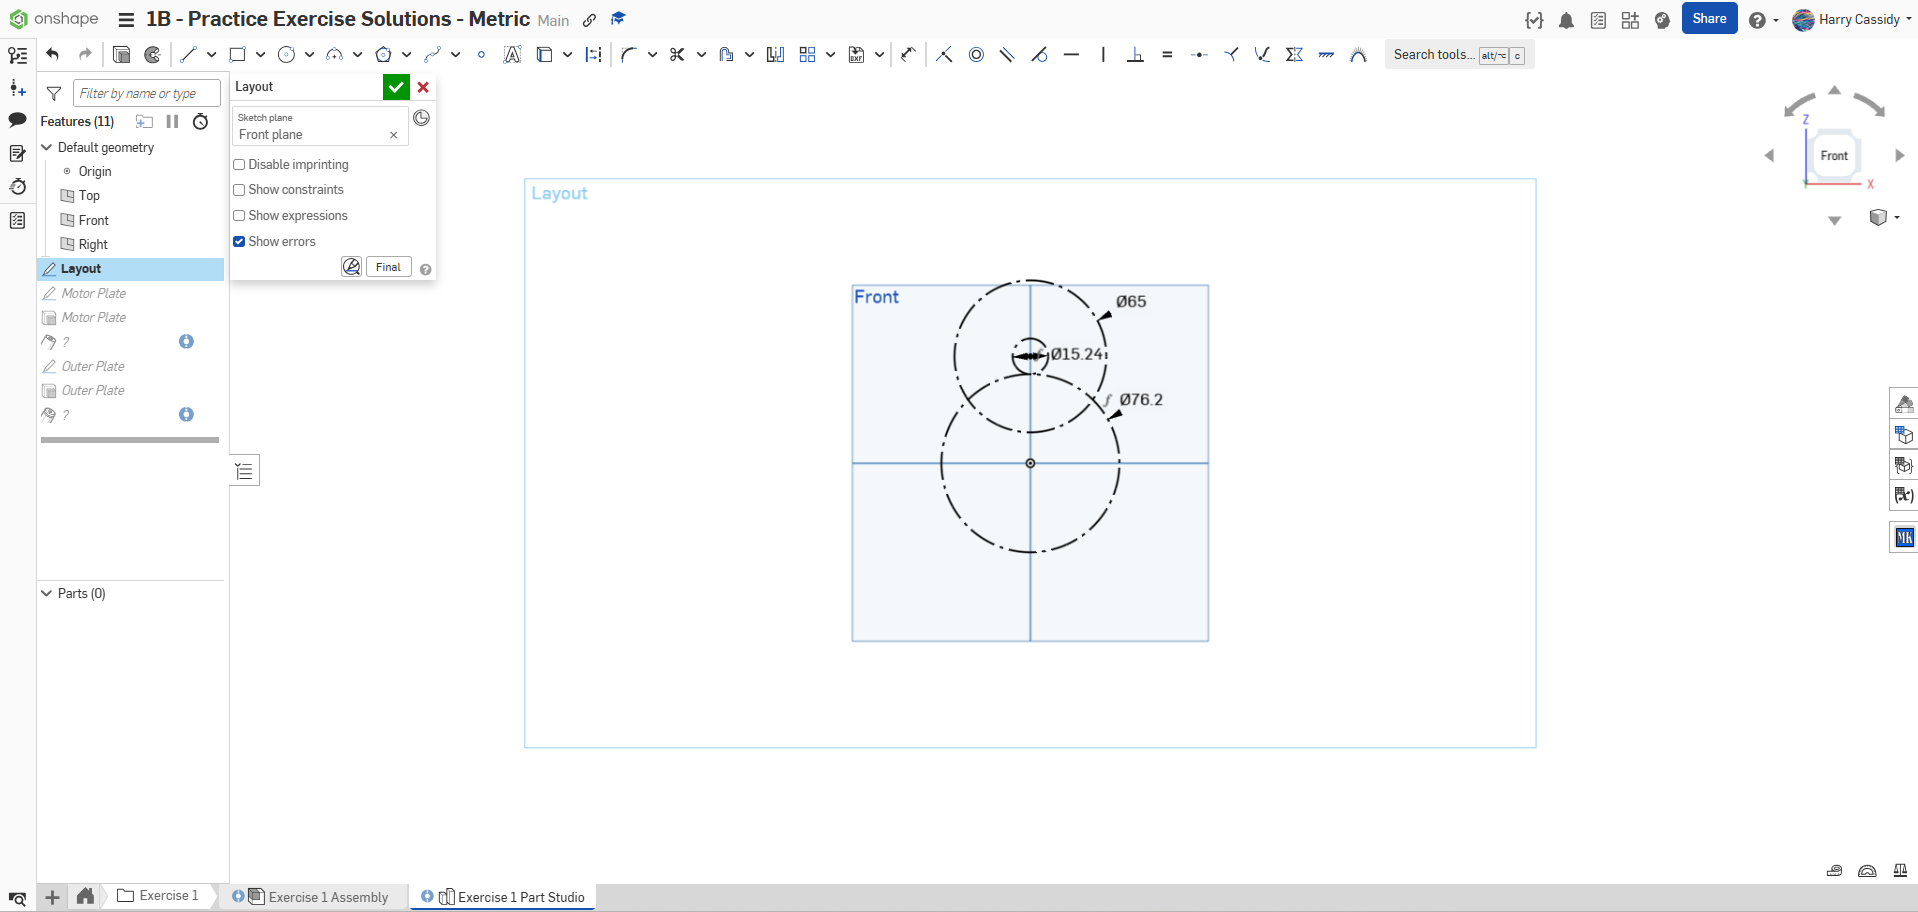 onshape
1B - Practice Exercise Solutions - Metric Main
Share
Harry Cassidy
Search tools... alt/⌥ c
Filter by name or type
Features (11)
Default geometry
Origin
Top
Front
Right
Layout
Motor Plate
Motor Plate
?
Outer Plate
Outer Plate
?
Parts (0)
Layout
Sketch plane
Front plane
Disable imprinting
Show constraints
Show expressions
Show errors
Final
Layout
Front
Ø65
Ø15.24
ƒ Ø76.2
Z
Front
X
MK
Exercise 1
Exercise 1 Assembly
Exercise 1 Part Studio